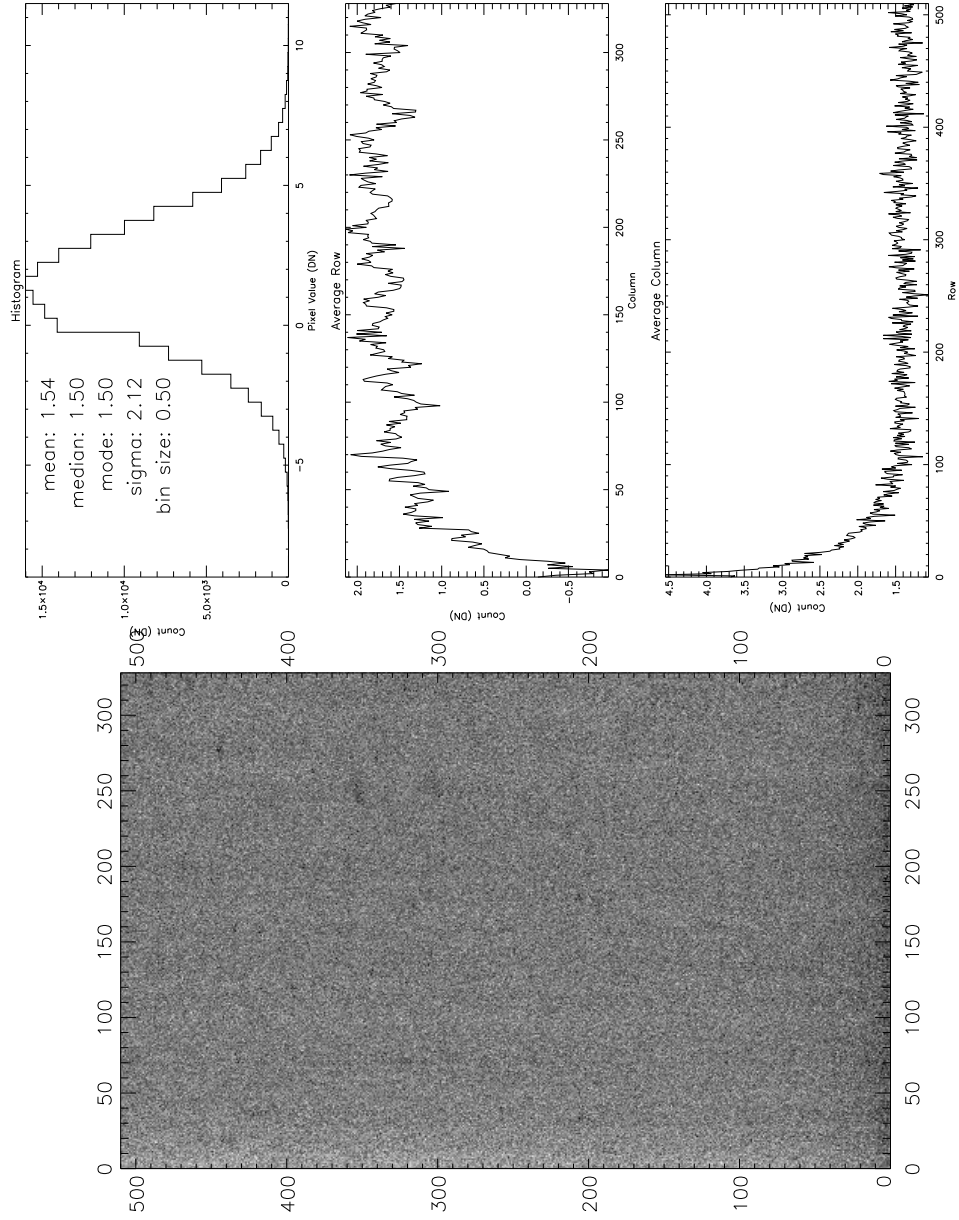 0 50 100 150 200 250 300
500 500
400 400
300 300
200 200
100 100
0 0
0 50 100 150 200 250 300
Histogram
Count (DN)
1.5×10⁴
1.0×10⁴
5.0×10³
0
mean: 1.54
median: 1.50
mode: 1.50
sigma: 2.12
bin size: 0.50
−5 0 5 10
Pixel Value (DN)
Average Row
Count (DN)
2.0
1.5
1.0
0.5
0.0
−0.5
0 50 100 150 200 250 300
Column
Average Column
Count (DN)
4.5
4.0
3.5
3.0
2.5
2.0
1.5
0 100 200 300 400 500
Row